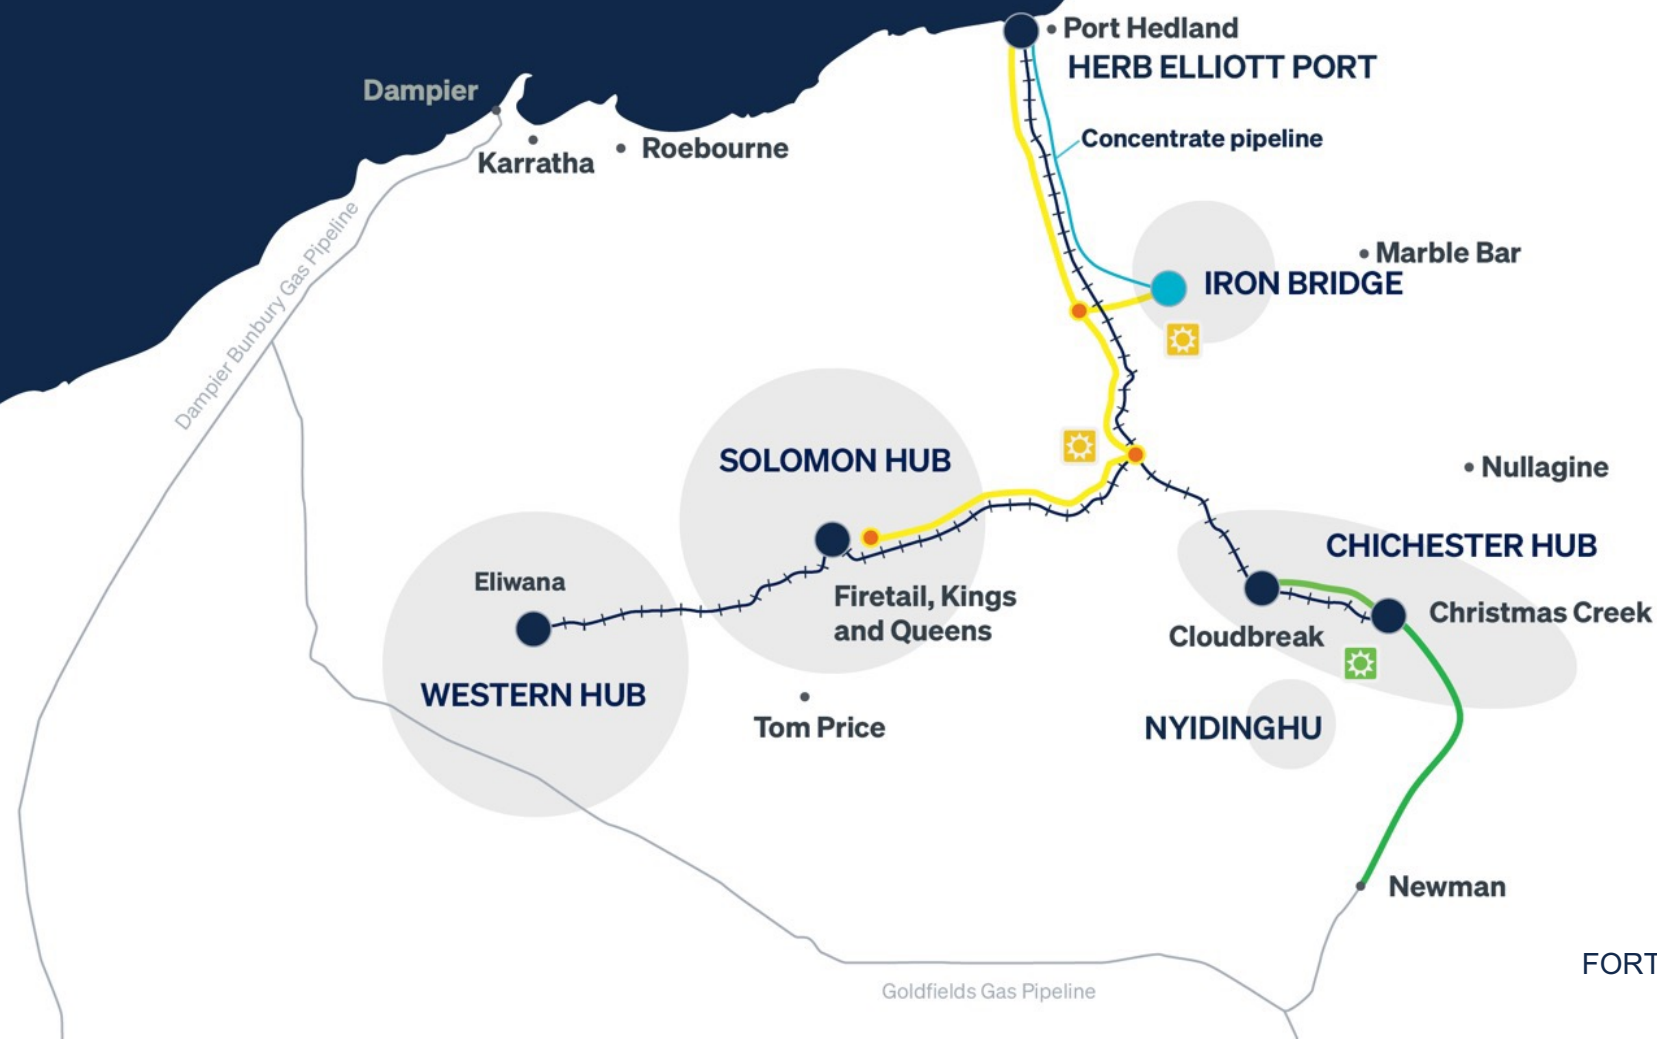 Port Hedland
HERB ELLIOTT PORT
Dampier
Concentrate pipeline
Karratha
Roebourne
Marble Bar
IRON BRIDGE
Dampier Bunbury Gas Pipeline
SOLOMON HUB
Nullagine
CHICHESTER HUB
Eliwana
Firetail, Kings
and Queens
Christmas Creek
Cloudbreak
WESTERN HUB
Tom Price
NYIDINGHU
Newman
FORT
Goldfields Gas Pipeline